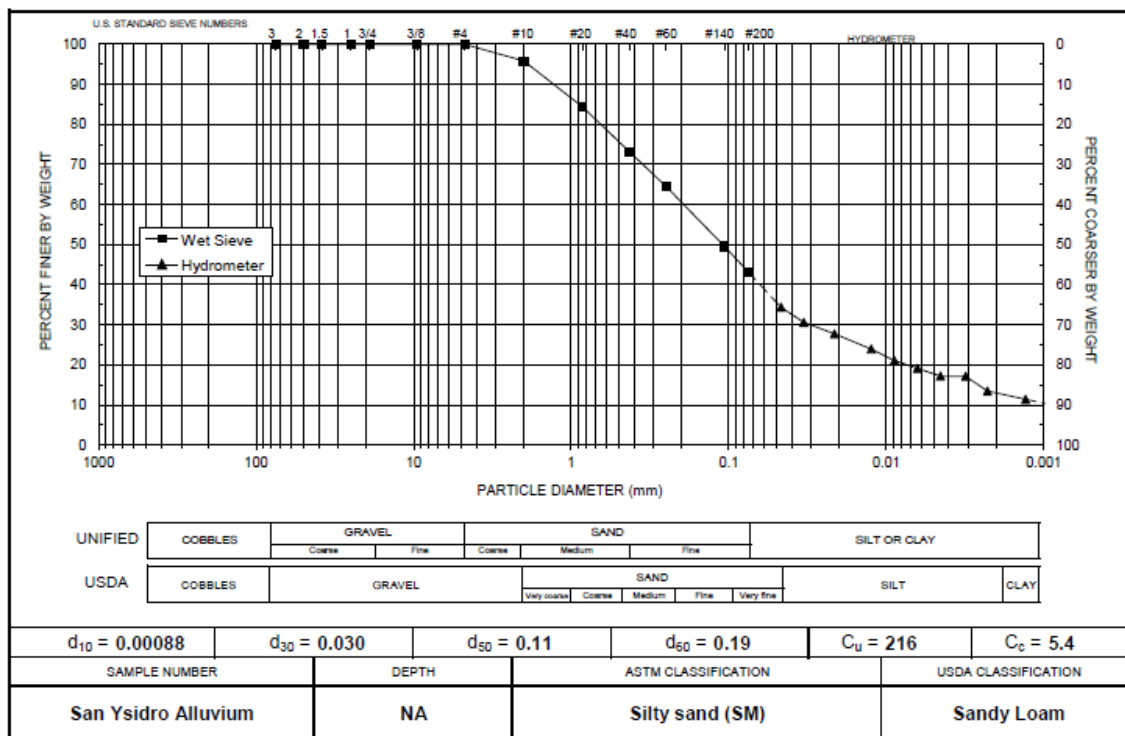 U.S. STANDARD SIEVE NUMBERS
3 2 1.5 1 3/4 3/8 #4 #10 #20 #40 #60 #140 #200 HYDROMETER
100 0
90 10
80 20
70 30
60 40
50 50
40 60
30 70
20 80
10 90
0 100
PERCENT FINER BY WEIGHT
PERCENT COARSER BY WEIGHT
Wet Sieve
Hydrometer
1000 100 10 1 0.1 0.01 0.001
PARTICLE DIAMETER (mm)
UNIFIED COBBLES GRAVEL SAND SILT OR CLAY
Coarse Fine Coarse Medium Fine
USDA COBBLES GRAVEL SAND SILT CLAY
Very coarse Coarse Medium Fine Very fine
d10 = 0.00088 d30 = 0.030 d50 = 0.11 d60 = 0.19 Cu = 216 Cc = 5.4
SAMPLE NUMBER DEPTH ASTM CLASSIFICATION USDA CLASSIFICATION
San Ysidro Alluvium NA Silty sand (SM) Sandy Loam